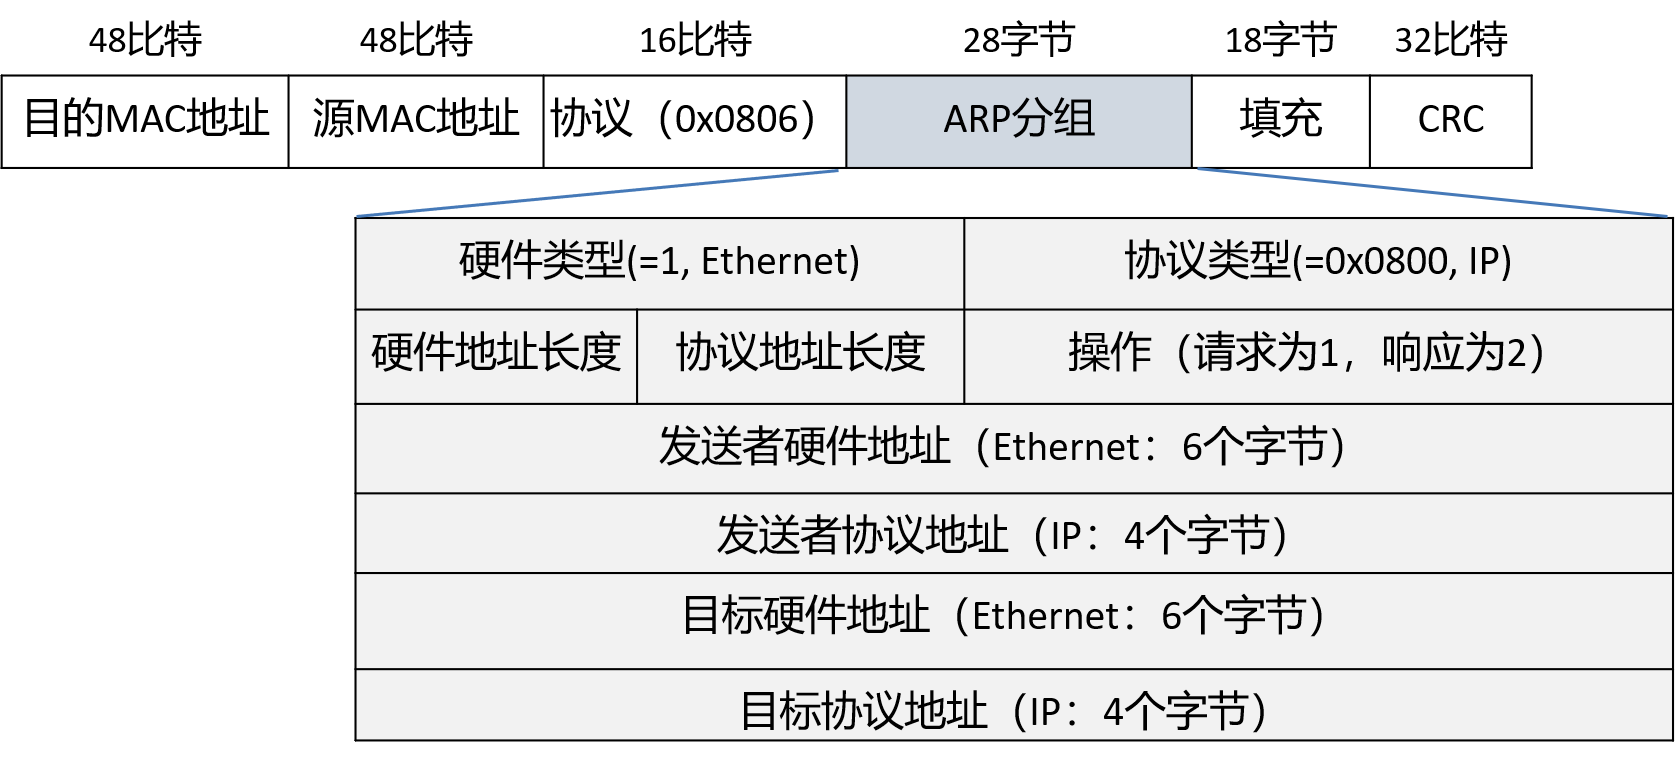 48比特 48比特 16比特 28字节 18字节 32比特
目的MAC地址 源MAC地址 协议（0x0806） ARP分组 填充 CRC
硬件类型(=1, Ethernet) 协议类型(=0x0800, IP)
硬件地址长度 协议地址长度 操作（请求为1，响应为2）
发送者硬件地址（Ethernet：6个字节）
发送者协议地址（IP：4个字节）
目标硬件地址（Ethernet：6个字节）
目标协议地址（IP：4个字节）